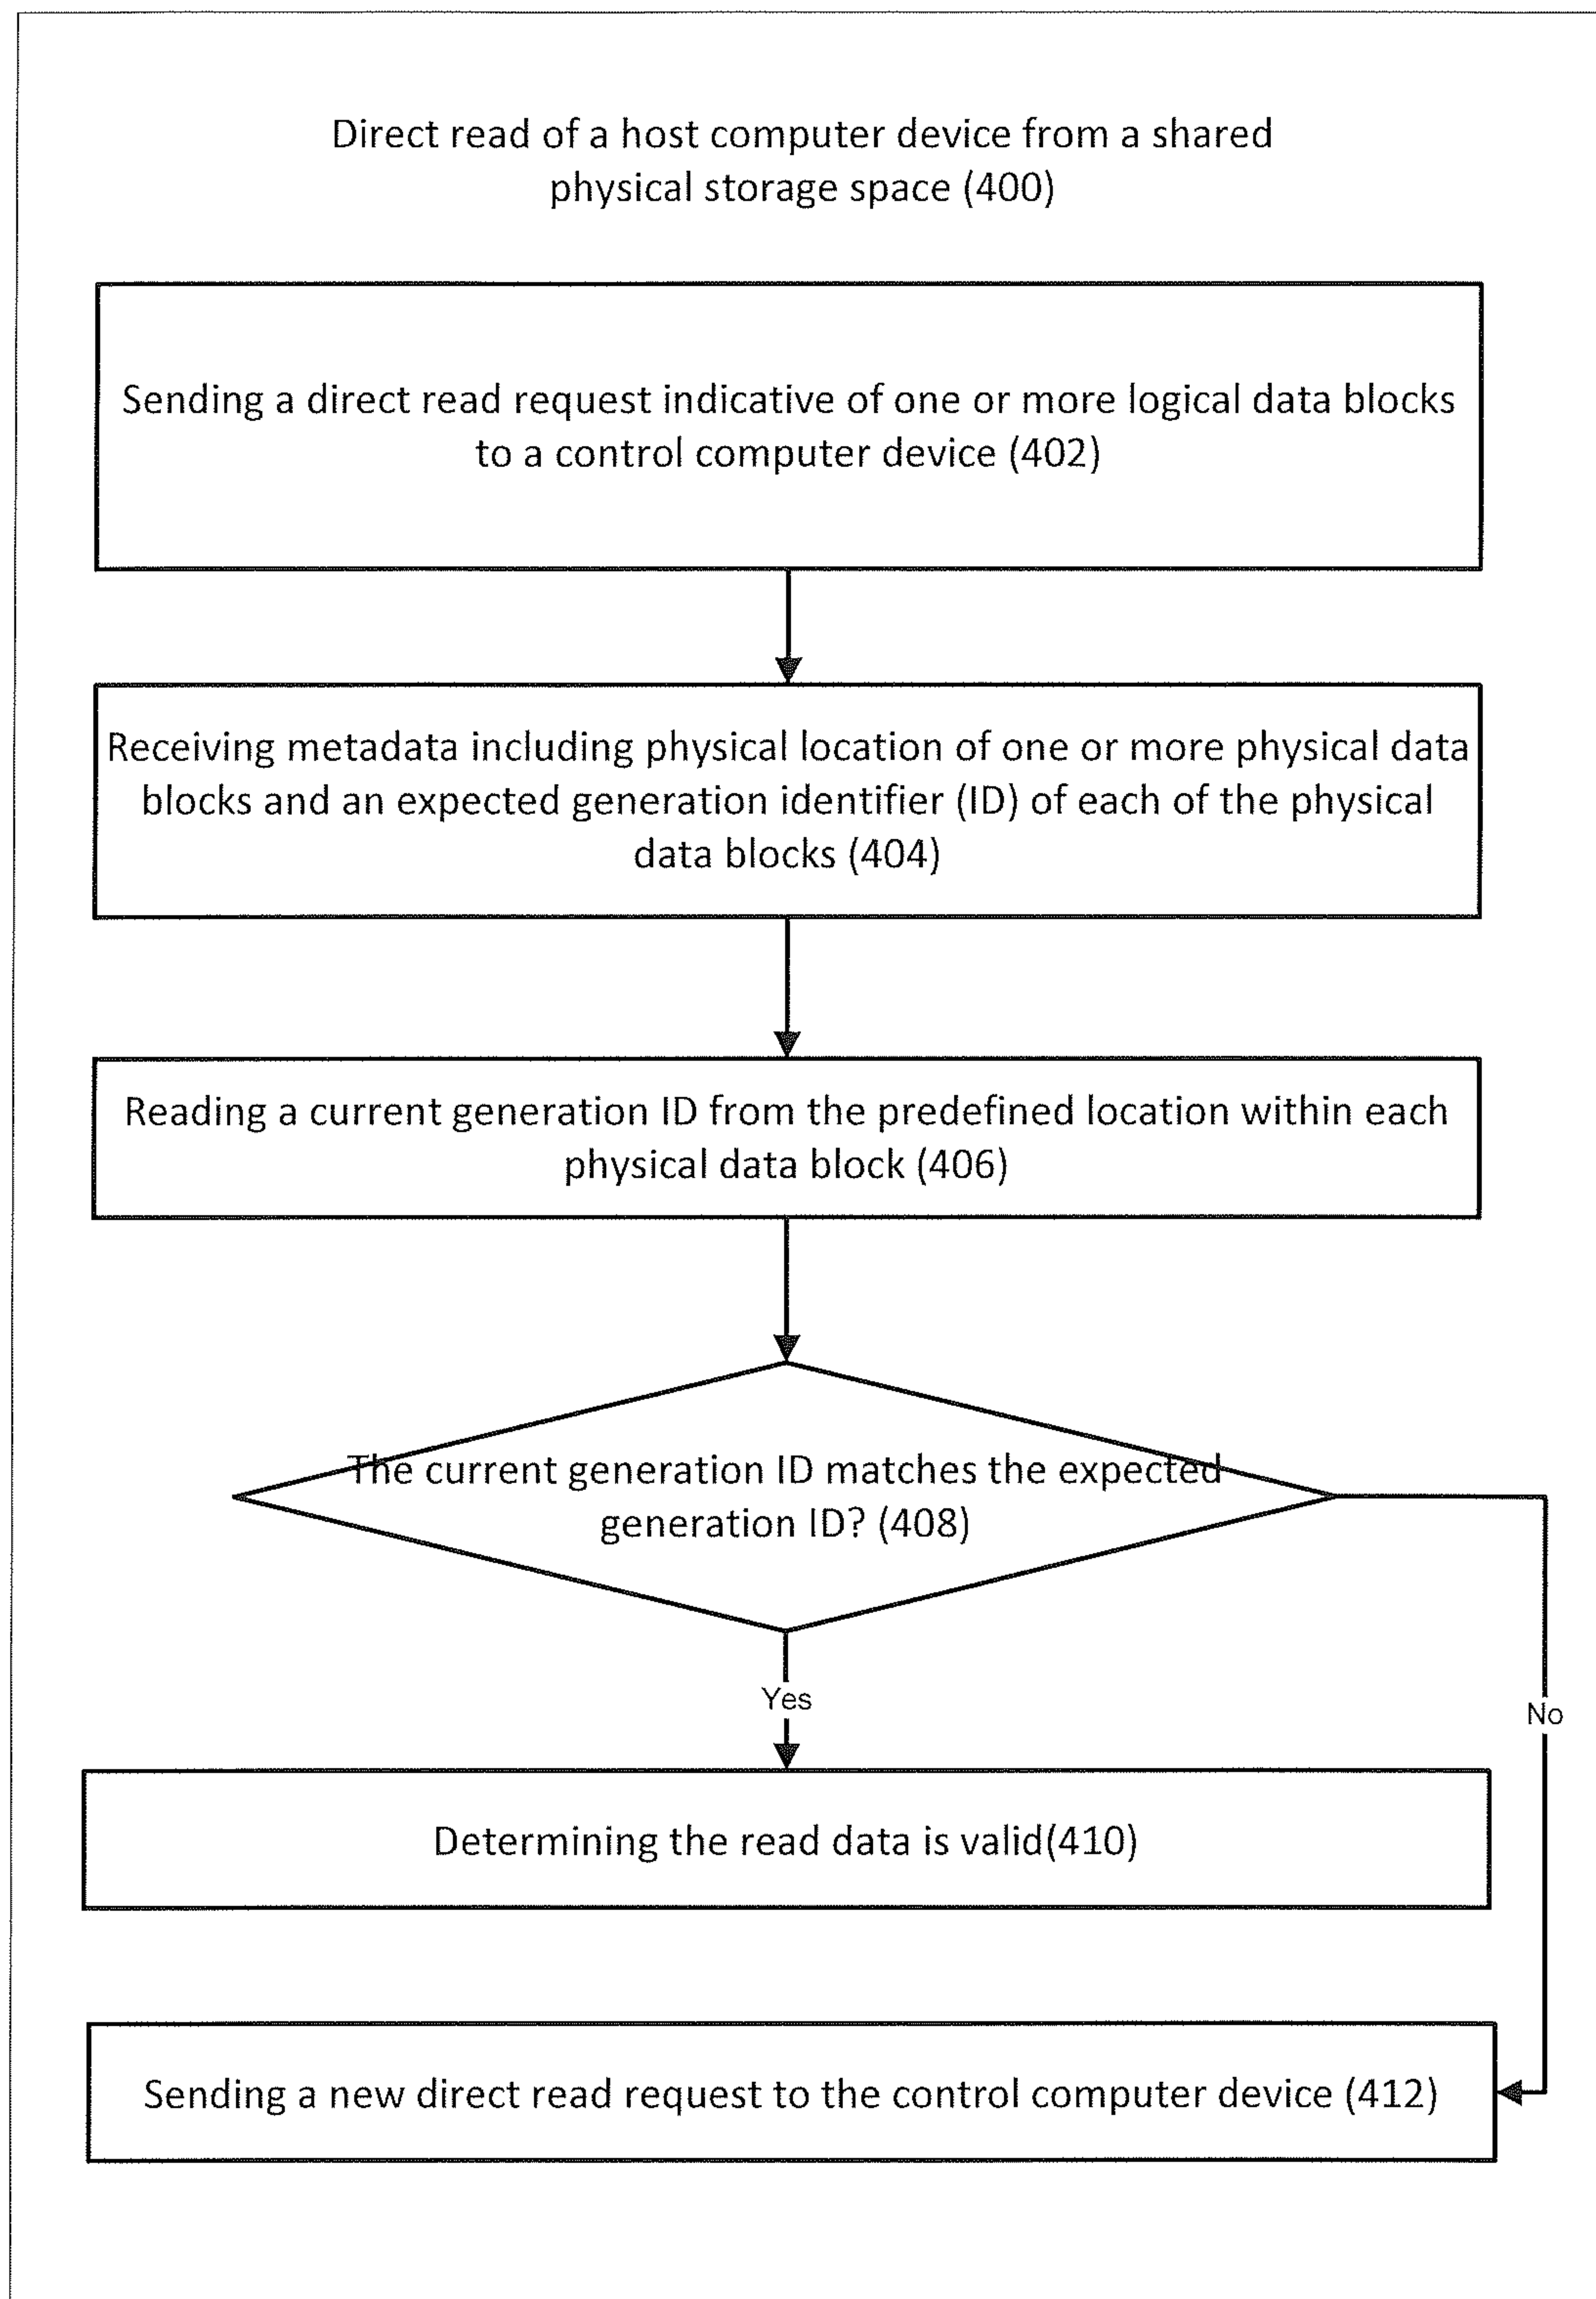 Direct read of a host computer device from a shared
physical storage space (400)
Sending a direct read request indicative of one or more logical data blocks
to a control computer device (402)
Receiving metadata including physical location of one or more physical data
blocks and an expected generation identifier (ID) of each of the physical
data blocks (404)
Reading a current generation ID from the predefined location within each
physical data block (406)
The current generation ID matches the expected
generation ID? (408)
Yes
No
Determining the read data is valid(410)
Sending a new direct read request to the control computer device (412)